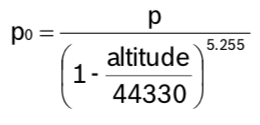 p₀ = p / (1 - altitude / 44330)^5.255